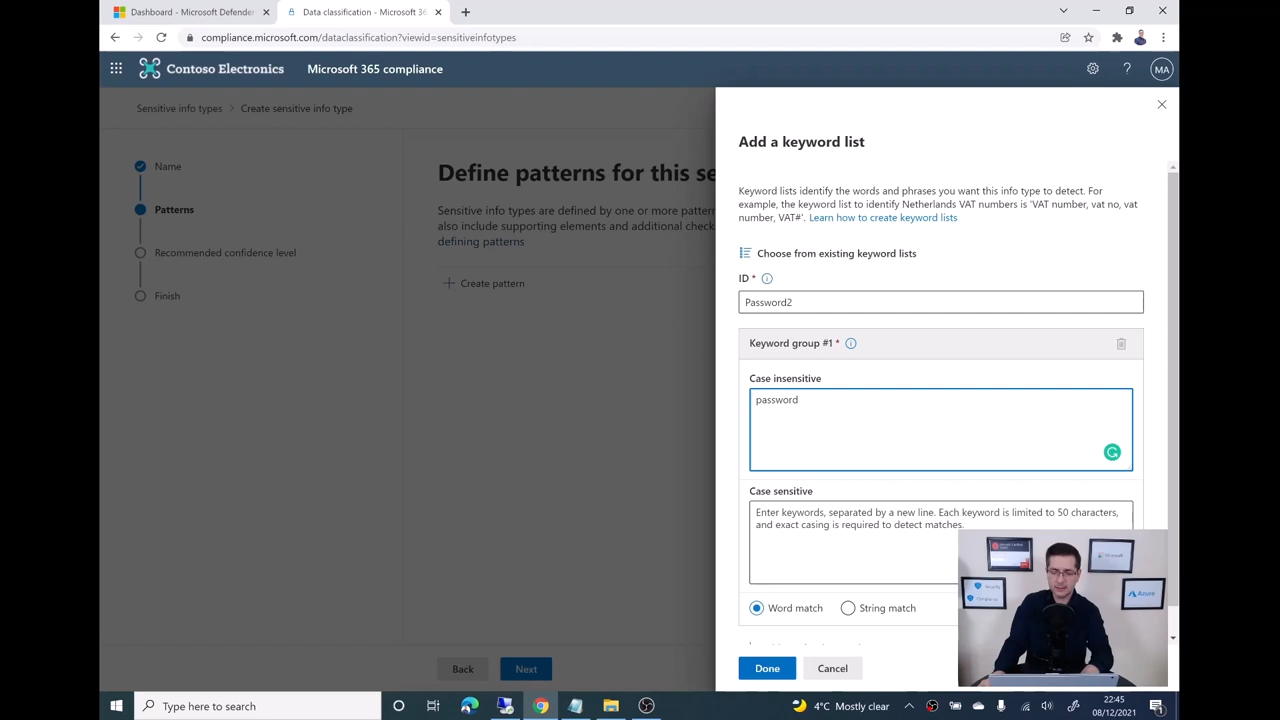 Dashboard - Microsoft Defender
Data classification - Microsoft 36
compliance.microsoft.com/dataclassification?viewid=sensitiveinfotypes
Contoso Electronics
Microsoft 365 compliance
MA
Sensitive info types > Create sensitive info type
Name
Patterns
Recommended confidence level
Finish
Define patterns for this se
Sensitive info types are defined by one or more pattern
also include supporting elements and additional check
defining patterns
Create pattern
Back
Next
Add a keyword list
Keyword lists identify the words and phrases you want this info type to detect. For
example, the keyword list to identify Netherlands VAT numbers is 'VAT number, vat no, vat
number, VAT#'. Learn how to create keyword lists
Choose from existing keyword lists
ID *
Password2
Keyword group #1 *
Case insensitive
password
Case sensitive
Enter keywords, separated by a new line. Each keyword is limited to 50 characters,
and exact casing is required to detect matches.
Word match
String match
Done
Cancel
Microsoft
Security
Compliance
Azure
Type here to search
4°C Mostly clear
22:45
08/12/2021
1